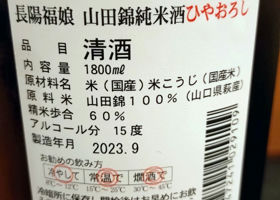 長陽福娘 山田錦純米酒ひやおろし
品目 清酒
内容量 1800mℓ
原材料名 米(国産)米こうじ(国産米)
原料米 山田錦100%(山口県萩産)
精米歩合 60%
アルコール分 15度
製造年月 2023.9
お勧めの飲み方
冷やして 常温で 燗酒で